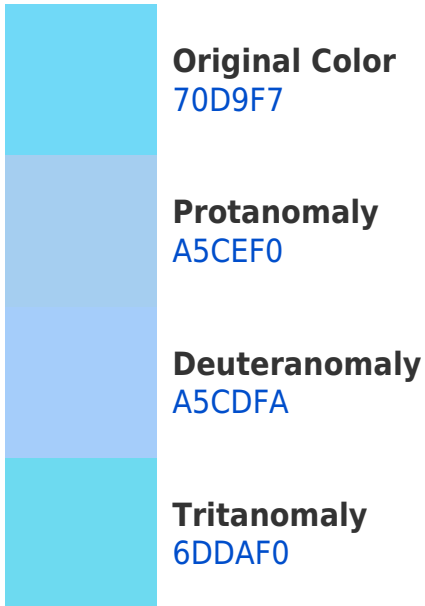 Original Color
70D9F7
Protanomaly
A5CEF0
Deuteranomaly
A5CDFA
Tritanomaly
6DDAF0